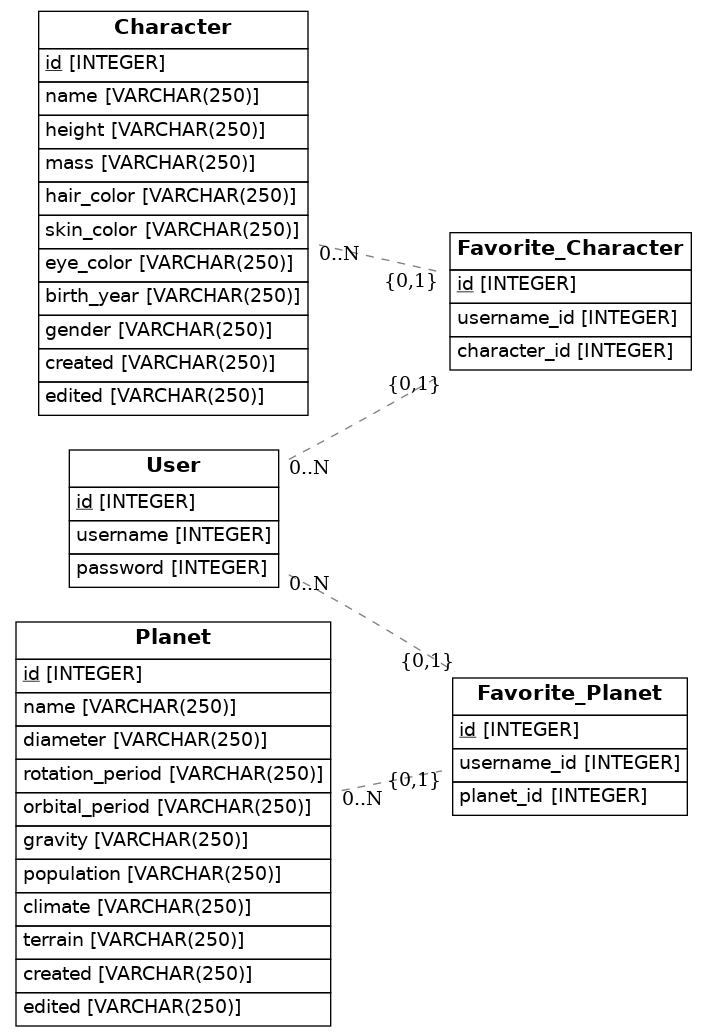 Character
id [INTEGER]
name [VARCHAR(250)]
height [VARCHAR(250)]
mass [VARCHAR(250)]
hair_color [VARCHAR(250)]
skin_color [VARCHAR(250)]
eye_color [VARCHAR(250)]
birth_year [VARCHAR(250)]
gender [VARCHAR(250)]
created [VARCHAR(250)]
edited [VARCHAR(250)]
0..N
{0,1}
Favorite_Character
id [INTEGER]
username_id [INTEGER]
character_id [INTEGER]
{0,1}
0..N
User
id [INTEGER]
username [INTEGER]
password [INTEGER]
0..N
{0,1}
Planet
id [INTEGER]
name [VARCHAR(250)]
diameter [VARCHAR(250)]
rotation_period [VARCHAR(250)]
orbital_period [VARCHAR(250)]
gravity [VARCHAR(250)]
population [VARCHAR(250)]
climate [VARCHAR(250)]
terrain [VARCHAR(250)]
created [VARCHAR(250)]
edited [VARCHAR(250)]
0..N
{0,1}
Favorite_Planet
id [INTEGER]
username_id [INTEGER]
planet_id [INTEGER]